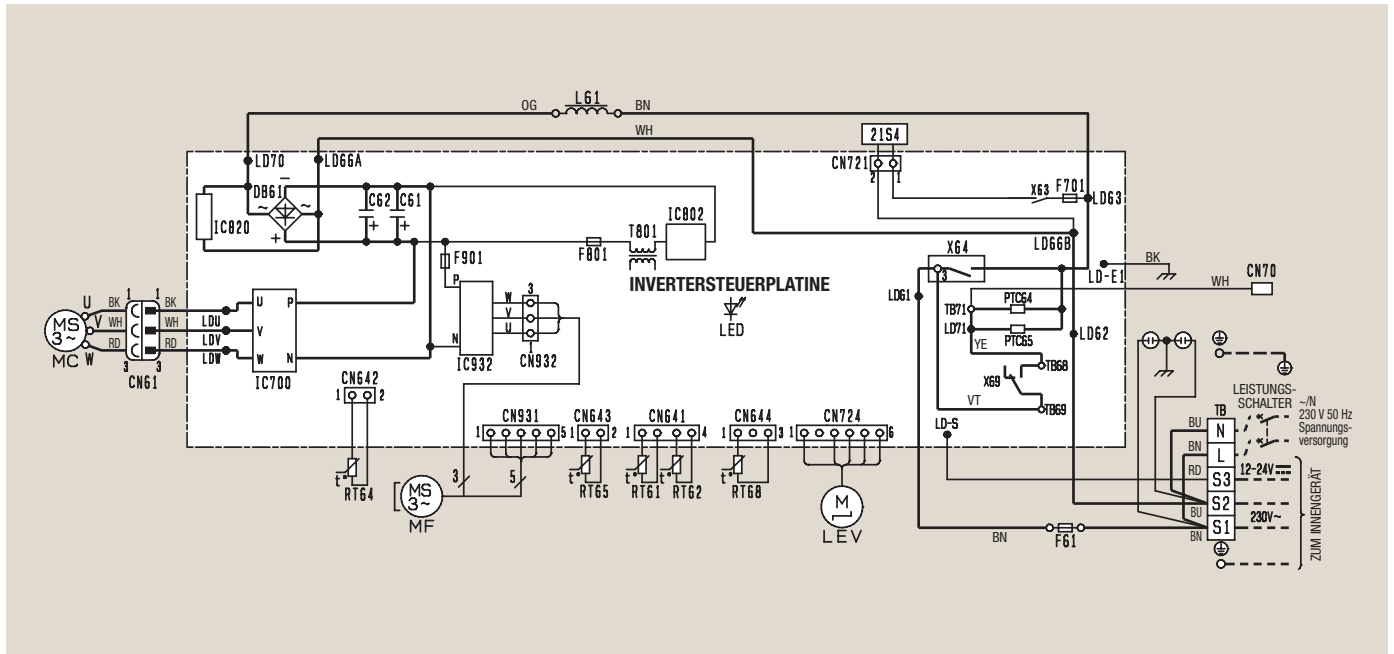 OG L61 BN
WH
21S4
LD70 LD66A CN721 2 1
X63 F701 LD63
DB61 − C62 C61
~ ~
+ + +
IC820
T801 IC802
F801
LD66B
X64
3
LD-E1 BK
WH CN70
F901
INVERTERSTEUERPLATINE
LED
LD61
TB71 PTC64
LD71 PTC65
YE
LD62
X69 TB68
VT TB69
U BK 1 1 BK LDU U P
MS 3~ V WH WH LDV V
MC W RD 3 3 RD LDW W N
CN61 IC700
P W 3
V
N U 1
IC932 CN932
CN642
1 2
t° RT64
CN931
1 5
CN643
1 2
CN641
1 4
CN644
1 3
CN724
1 6
LD-S
3 5
MS 3~
MF
t° RT65
t° RT61
t° RT62
t° RT68
M
LEV
LEISTUNGS-
SCHALTER
~/N
230 V 50 Hz
Spannungs-
versorgung
TB
BU N
BN L
RD S3 12-24V
S2
BU 230V~
BN S1
BN F61
ZUM INNENGERÄT